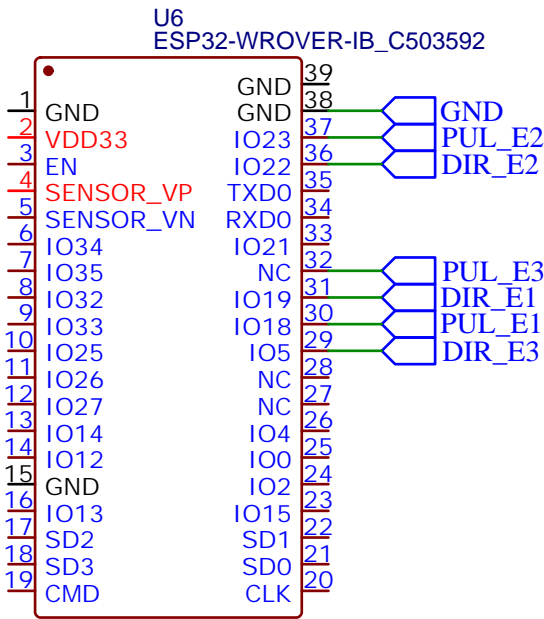 U6
ESP32-WROVER-IB_C503592
39
GND
1 GND GND 38 GND
2 VDD33 IO23 37 PUL_E2
3 EN IO22 36 DIR_E2
4 SENSOR_VP TXD0 35
5 SENSOR_VN RXD0 34
6 IO34 IO21 33
7 IO35 NC 32 PUL_E3
8 IO32 IO19 31 DIR_E1
9 IO33 IO18 30 PUL_E1
10 IO25 IO5 29 DIR_E3
11 IO26 NC 28
12 IO27 NC 27
13 IO14 IO4 26
14 IO12 IO0 25
15 GND IO2 24
16 IO13 IO15 23
17 SD2 SD1 22
18 SD3 SD0 21
19 CMD CLK 20